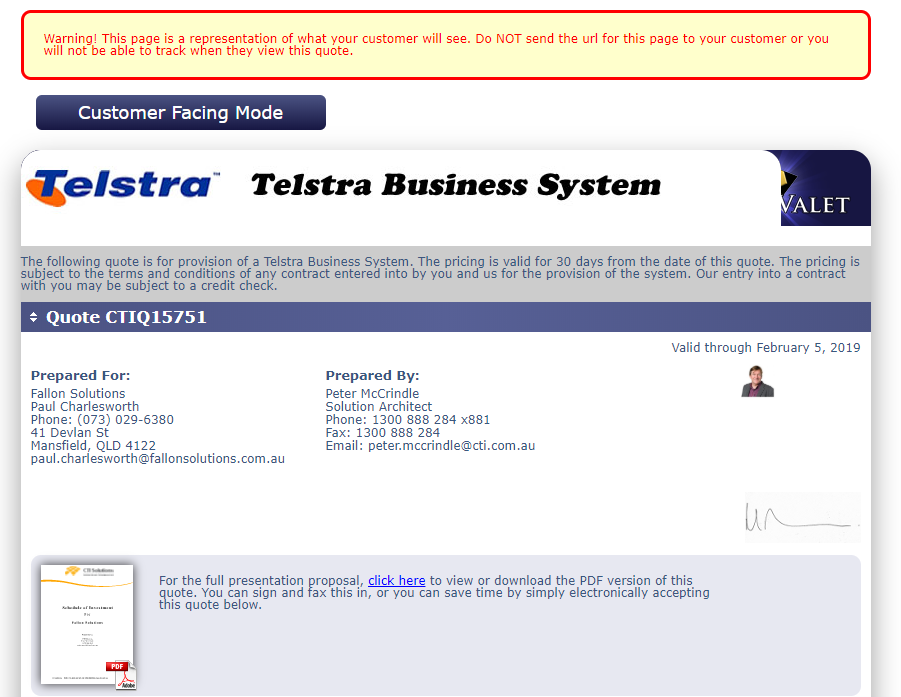 Warning! This page is a representation of what your customer will see. Do NOT send the url for this page to your customer or you
will not be able to track when they view this quote.
Customer Facing Mode
Telstra™ Telstra Business System
VALET
The following quote is for provision of a Telstra Business System. The pricing is valid for 30 days from the date of this quote. The pricing is
subject to the terms and conditions of any contract entered into by you and us for the provision of the system. Our entry into a contract
with you may be subject to a credit check.
Quote CTIQ15751
Valid through February 5, 2019
Prepared For:
Fallon Solutions
Paul Charlesworth
Phone: (073) 029-6380
41 Devlan St
Mansfield, QLD 4122
paul.charlesworth@fallonsolutions.com.au
Prepared By:
Peter McCrindle
Solution Architect
Phone: 1300 888 284 x881
Fax: 1300 888 284
Email: peter.mccrindle@cti.com.au
CTI Solutions
Schedule of Investment
For
Fallon Solutions
PDF
Adobe
For the full presentation proposal, click here to view or download the PDF version of this
quote. You can sign and fax this in, or you can save time by simply electronically accepting
this quote below.